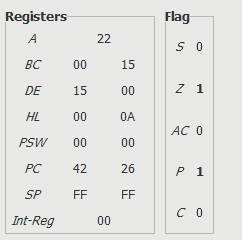 Registers
A 22
BC 00 15
DE 15 00
HL 00 0A
PSW 00 00
PC 42 26
SP FF FF
Int-Reg 00
Flag
S 0
Z 1
AC 0
P 1
C 0